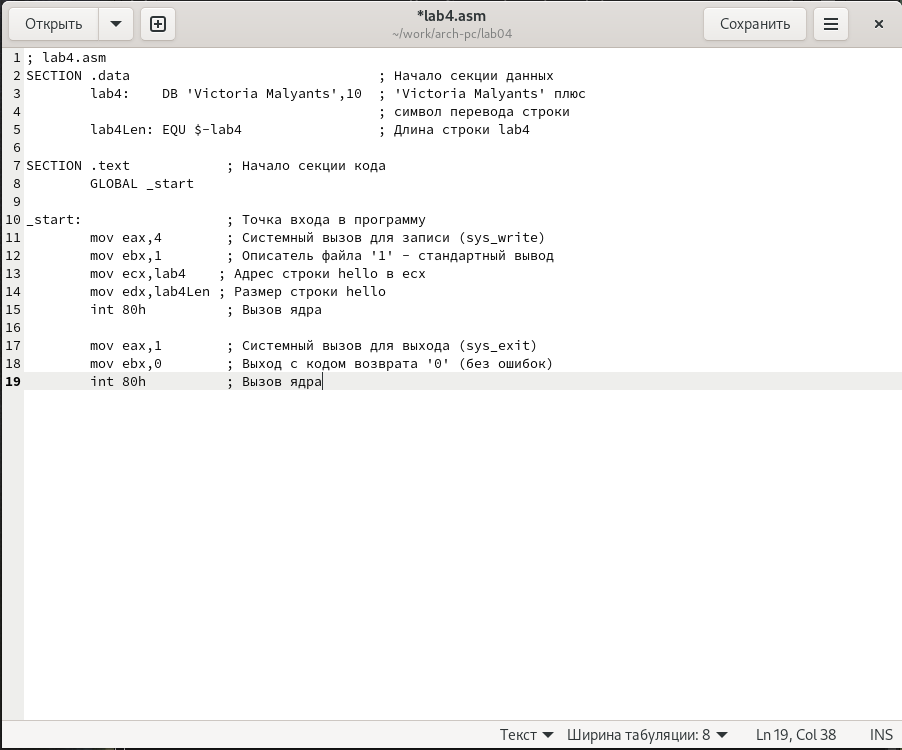 Открыть
*lab4.asm
~/work/arch-pc/lab04
Сохранить
1 ; lab4.asm
2 SECTION .data ; Начало секции данных
3 lab4: DB 'Victoria Malyants',10 ; 'Victoria Malyants' плюс
4 ; символ перевода строки
5 lab4Len: EQU $-lab4 ; Длина строки lab4
6
7 SECTION .text ; Начало секции кода
8 GLOBAL _start
9
10 _start: ; Точка входа в программу
11 mov eax,4 ; Системный вызов для записи (sys_write)
12 mov ebx,1 ; Описатель файла '1' - стандартный вывод
13 mov ecx,lab4 ; Адрес строки hello в ecx
14 mov edx,lab4Len ; Размер строки hello
15 int 80h ; Вызов ядра
16
17 mov eax,1 ; Системный вызов для выхода (sys_exit)
18 mov ebx,0 ; Выход с кодом возврата '0' (без ошибок)
19 int 80h ; Вызов ядра
Текст Ширина табуляции: 8 Ln 19, Col 38 INS